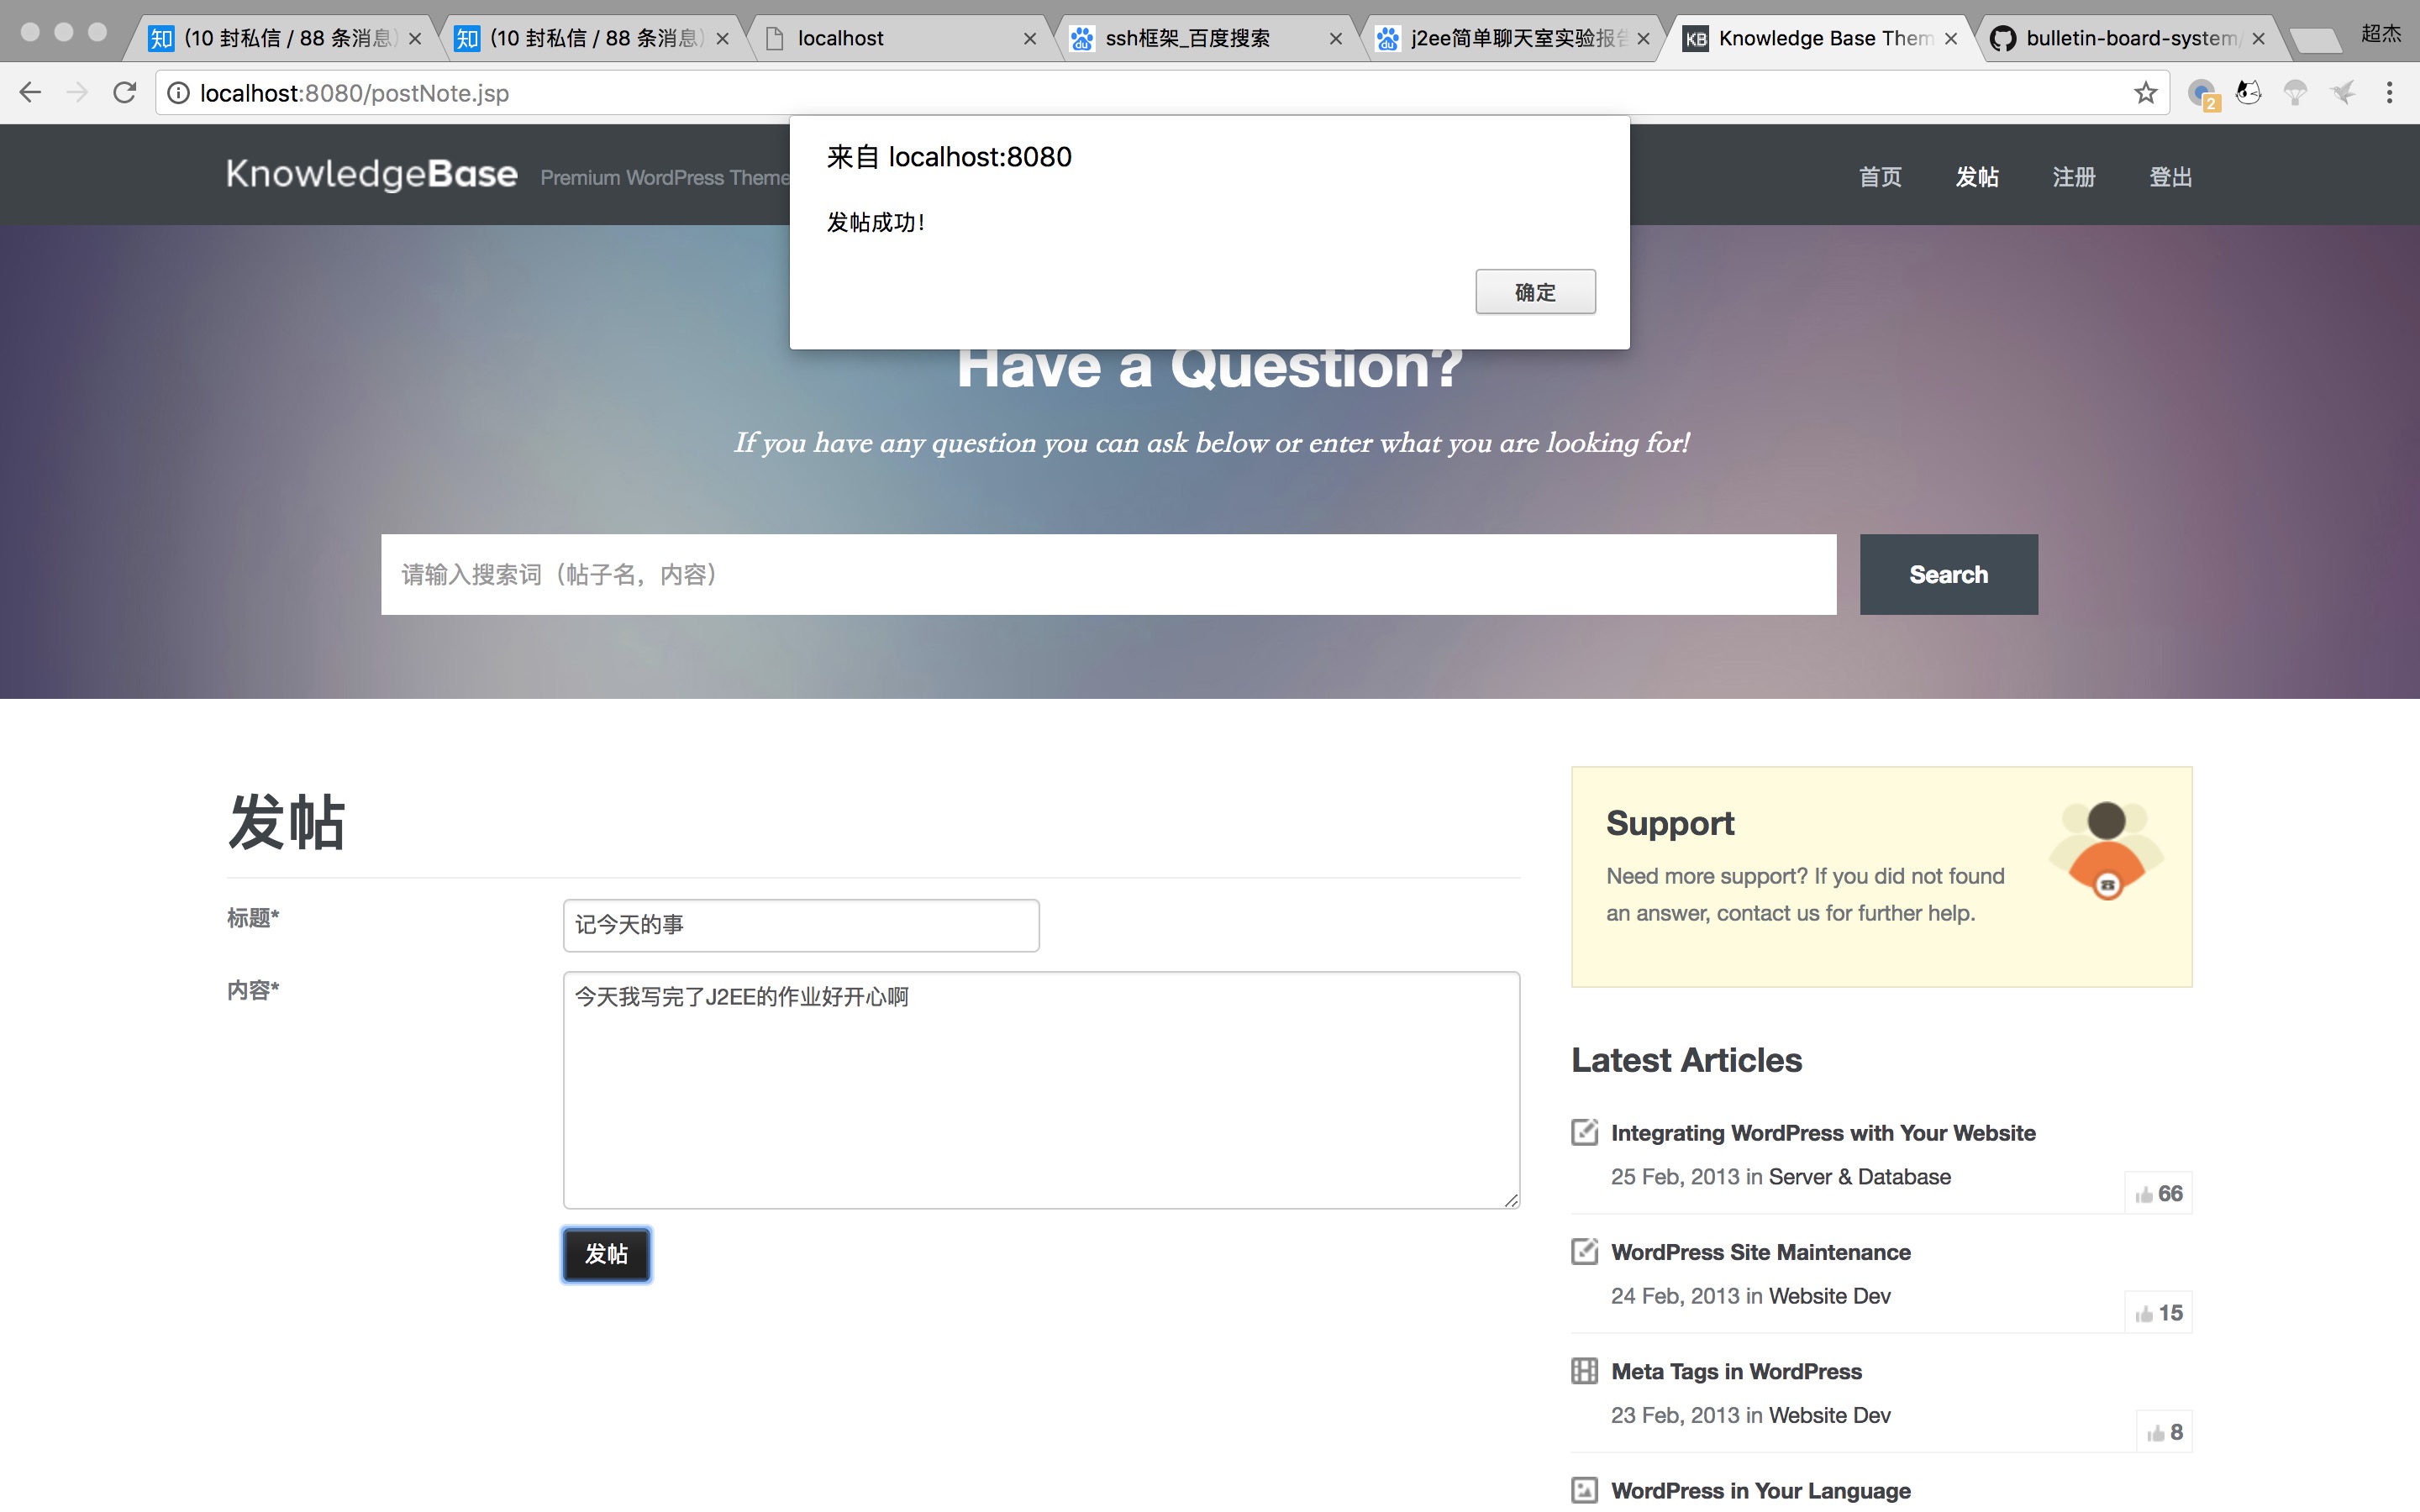 (10 封私信 / 88 条消息)
(10 封私信 / 88 条消息)
localhost
ssh框架_百度搜索
j2ee简单聊天室实验报告
Knowledge Base Them
bulletin-board-system/
超杰
localhost:8080/postNote.jsp
2
KnowledgeBase
Premium WordPress Theme
首页
发帖
注册
登出
来自 localhost:8080
发帖成功！
确定
Have a Question?
If you have any question you can ask below or enter what you are looking for!
请输入搜索词（帖子名，内容）
Search
发帖
标题*
记今天的事
内容*
今天我写完了J2EE的作业好开心啊
发帖
Support
Need more support? If you did not found
an answer, contact us for further help.
Latest Articles
Integrating WordPress with Your Website
25 Feb, 2013 in Server & Database
66
WordPress Site Maintenance
24 Feb, 2013 in Website Dev
15
Meta Tags in WordPress
23 Feb, 2013 in Website Dev
8
WordPress in Your Language